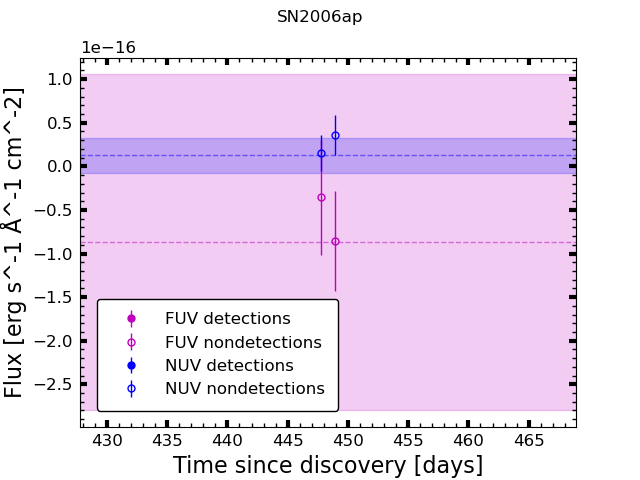 SN2006ap
1e−16
1.0
0.5
0.0
−0.5
−1.0
−1.5
−2.0
−2.5
Flux [erg s^-1 Å^-1 cm^-2]
FUV detections
FUV nondetections
NUV detections
NUV nondetections
430 435 440 445 450 455 460 465
Time since discovery [days]